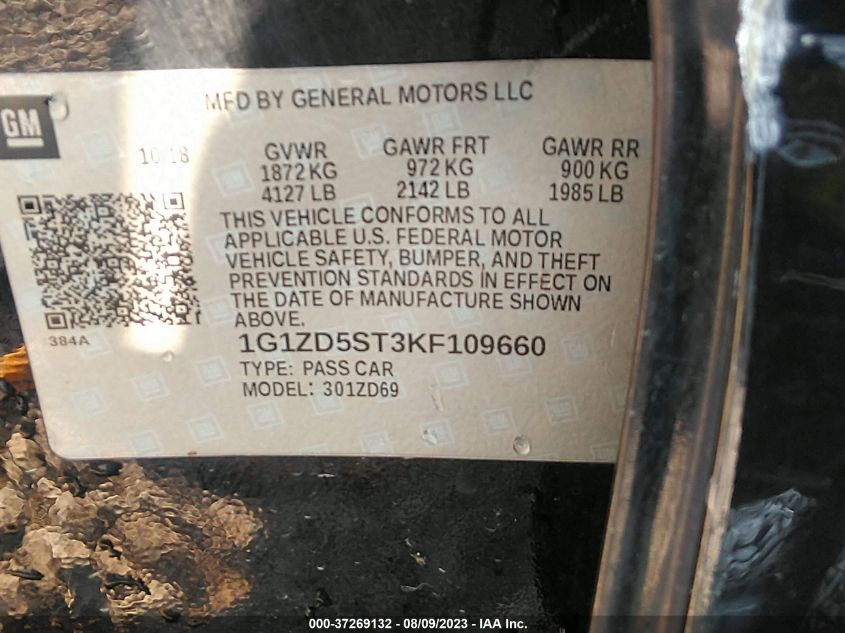 MFD BY GENERAL MOTORS LLC
GM
10/18 GVWR GAWR FRT GAWR RR
1872 KG 972 KG 900 KG
4127 LB 2142 LB 1985 LB
THIS VEHICLE CONFORMS TO ALL
APPLICABLE U.S. FEDERAL MOTOR
VEHICLE SAFETY, BUMPER, AND THEFT
PREVENTION STANDARDS IN EFFECT ON
THE DATE OF MANUFACTURE SHOWN
ABOVE.
384A
1G1ZD5ST3KF109660
TYPE: PASS CAR
MODEL: 301ZD69
000-37269132 - 08/09/2023 - IAA Inc.